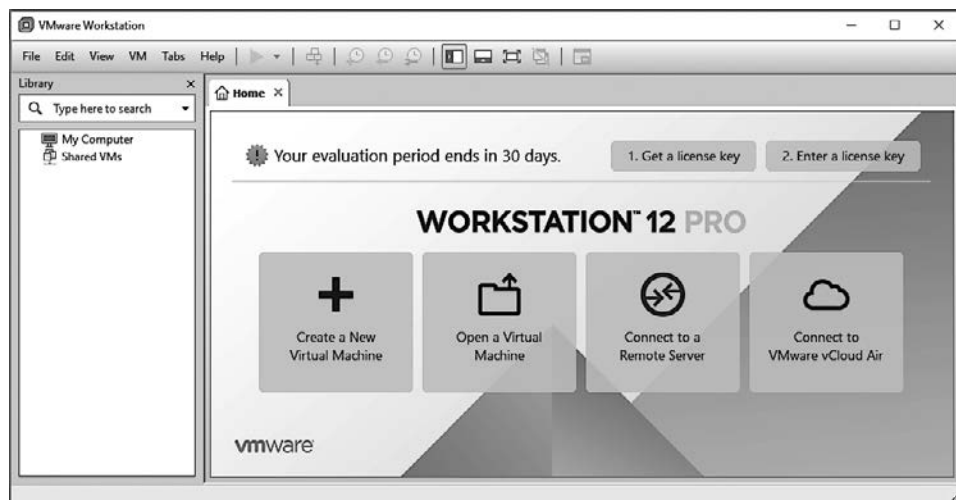 VMware Workstation
File Edit View VM Tabs Help
Library
Type here to search
My Computer
Shared VMs
Home
Your evaluation period ends in 30 days.
1. Get a license key
2. Enter a license key
WORKSTATION™ 12 PRO
Create a New
Virtual Machine
Open a Virtual
Machine
Connect to a
Remote Server
Connect to
VMware vCloud Air
vmware